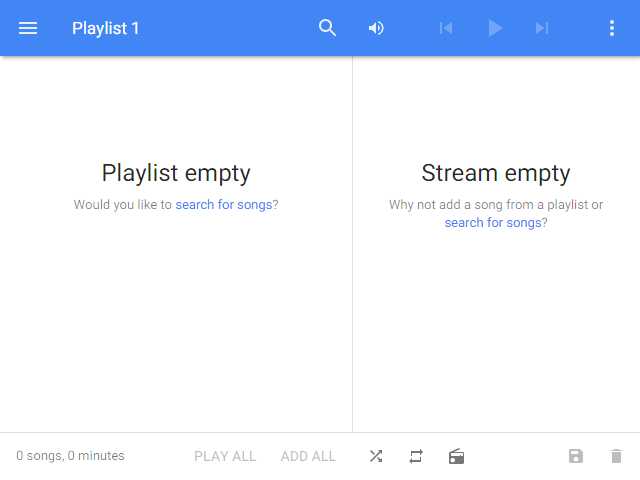 Playlist 1
Playlist empty
Would you like to search for songs?
Stream empty
Why not add a song from a playlist or
search for songs?
0 songs, 0 minutes
PLAY ALL
ADD ALL